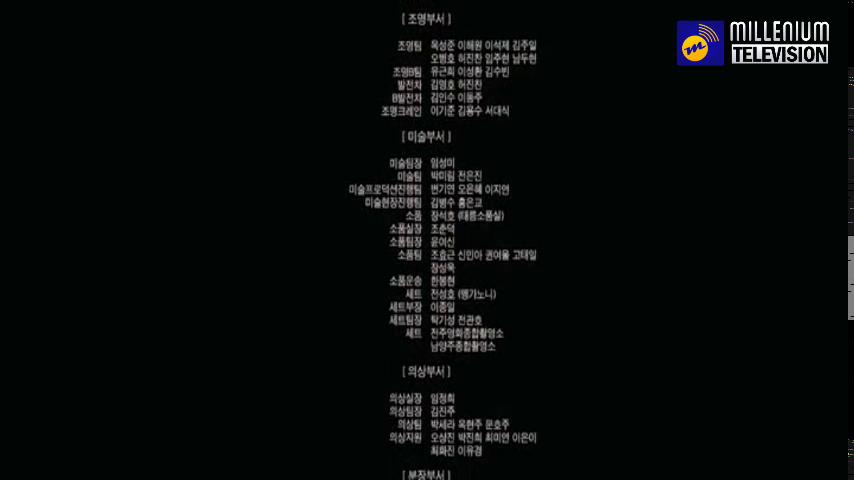 [ 조명부서 ]
MILLENIUM
TELEVISION
조명팀 옥성준 이해원 이석제 김주일
오병호 허진찬 임주현 남두현
조명B팀 유근희 이성환 김수빈
발전차 김영호 허진찬
B발전차 김인수 이동주
조명크레인 이기준 김용수 서대식
[ 미술부서 ]
미술팀장 임성미
미술팀 박미림 전은진
미술프로덕션진행팀 변기연 오은혜 이지연
미술현장진행팀 김병수 홍은교
소품 장석호 (태름소품실)
소품실장 조춘덕
소품팀장 윤여신
소품팀 조효근 신민아 권여울 고태일
장성욱
소품운송 한봉현
세트 전성호 (뗑가노니)
세트부장 이종일
세트팀장 탁기성 전관호
세트 전주영화종합촬영소
남양주종합촬영소
[ 의상부서 ]
의상실장 임정희
의상팀장 김진주
의상팀 박세라 옥현주 문호주
의상지원 오상진 박진희 최미연 이은이
최화진 이유경
[ 분장부서 ]